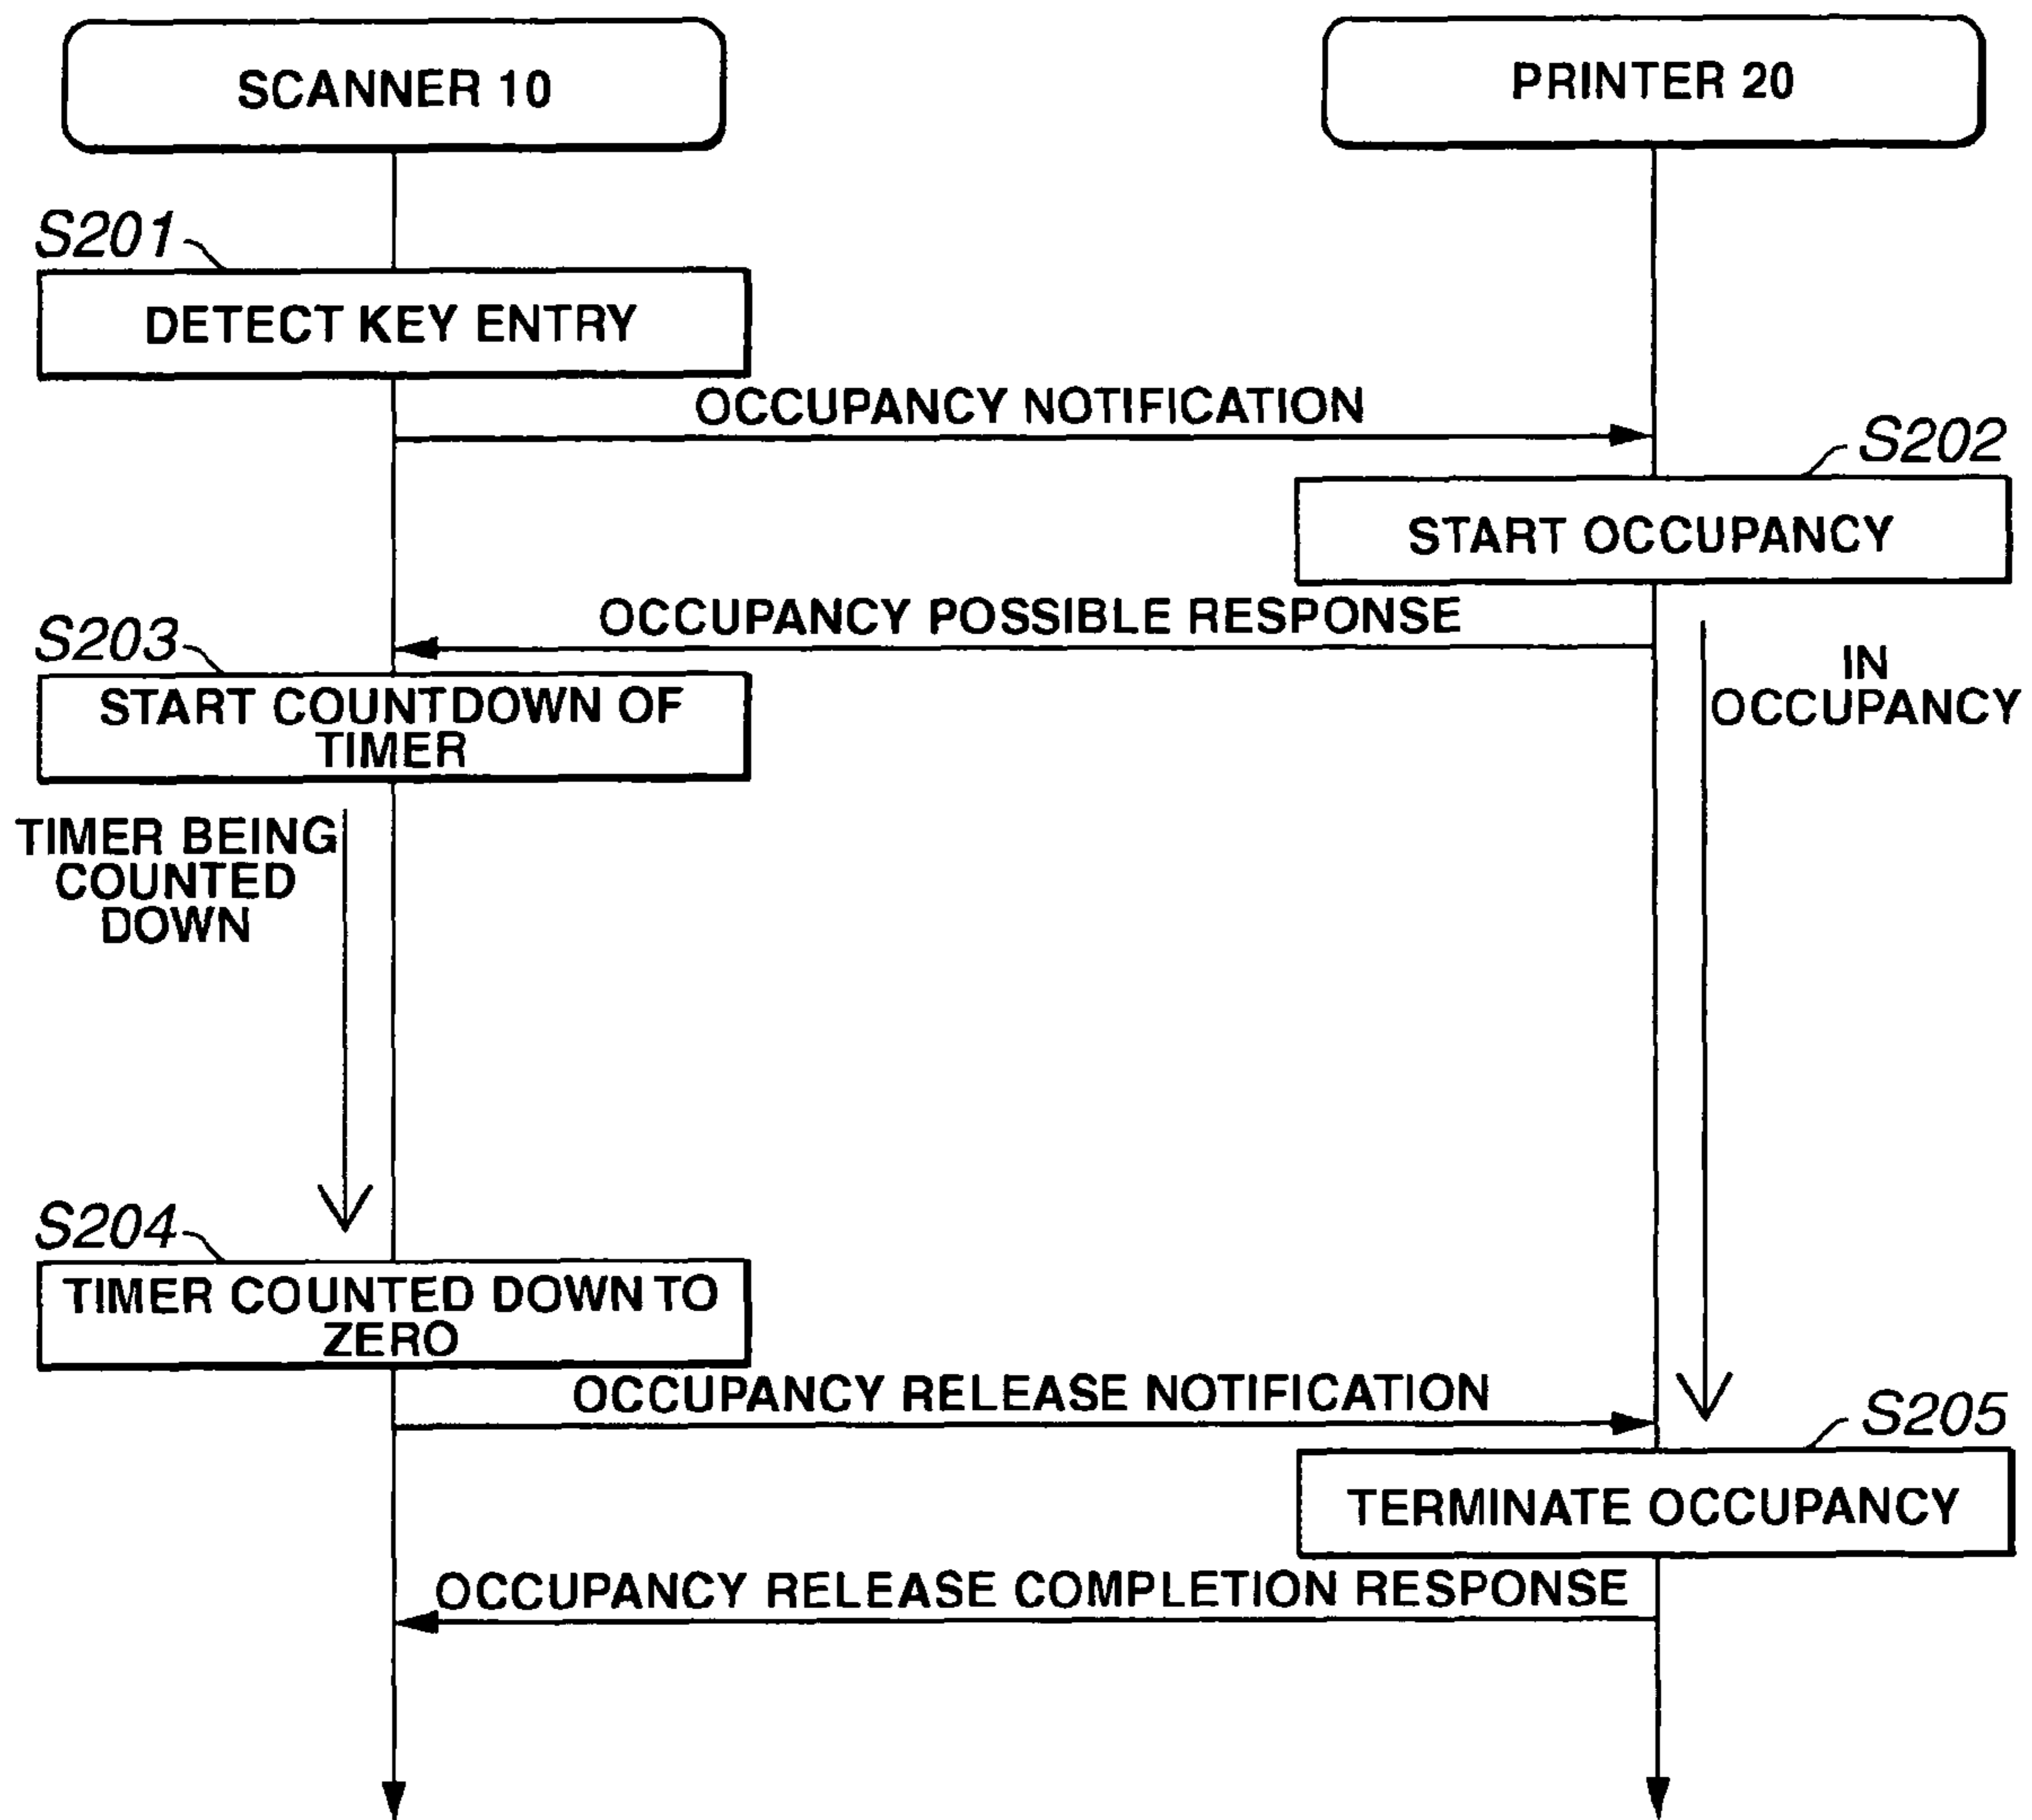 SCANNER 10
PRINTER 20
S201
DETECT KEY ENTRY
OCCUPANCY NOTIFICATION
S202
START OCCUPANCY
OCCUPANCY POSSIBLE RESPONSE
S203
START COUNTDOWN OF
TIMER
IN
OCCUPANCY
TIMER BEING
COUNTED
DOWN
S204
TIMER COUNTED DOWN TO
ZERO
OCCUPANCY RELEASE NOTIFICATION
S205
TERMINATE OCCUPANCY
OCCUPANCY RELEASE COMPLETION RESPONSE